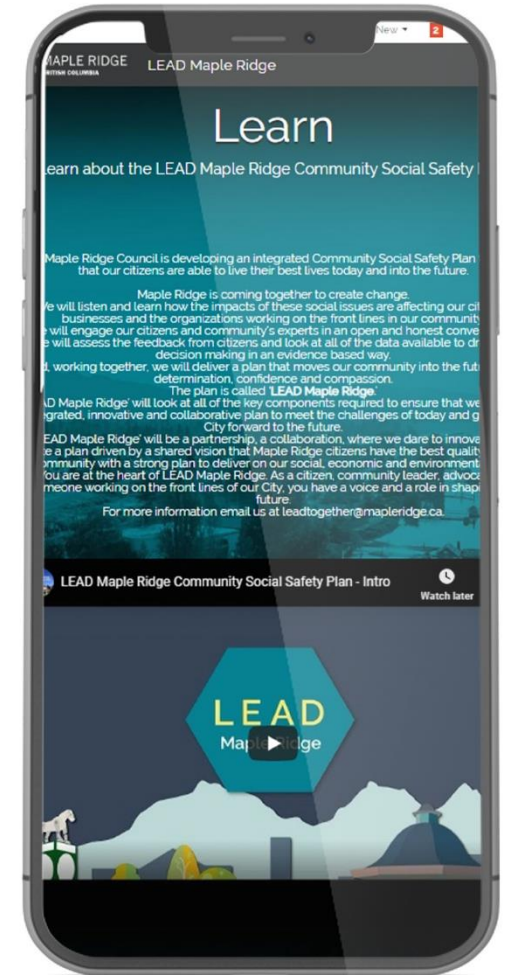 New
2
MAPLE RIDGE
BRITISH COLUMBIA
LEAD Maple Ridge
Learn
earn about the LEAD Maple Ridge Community Social Safety
Maple Ridge Council is developing an integrated Community Social Safety Plan
that our citizens are able to live their best lives today and into the future.
Maple Ridge is coming together to create change.
e will listen and learn how the impacts of these social issues are affecting our cit
businesses and the organizations working on the front lines in our community
e will engage our citizens and community's experts in an open and honest conve
e will assess the feedback from citizens and look at all of the data available to dr
decision making in an evidence based way.
d, working together, we will deliver a plan that moves our community into the fut
determination, confidence and compassion.
The plan is called 'LEAD Maple Ridge.'
AD Maple Ridge' will look at all of the key components required to ensure that we
egrated, innovative and collaborative plan to meet the challenges of today and g
City forward to the future.
EAD Maple Ridge' will be a partnership, a collaboration, where we dare to innova
e a plan driven by a shared vision that Maple Ridge citizens have the best quality
ommunity with a strong plan to deliver on our social, economic and environment
You are at the heart of LEAD Maple Ridge. As a citizen, community leader, advoca
meone working on the front lines of our City, you have a voice and a role in shap
future.
For more information email us at leadtogether@mapleridge.ca.
LEAD Maple Ridge Community Social Safety Plan - Intro
Watch later
LEAD
Maple Ridge